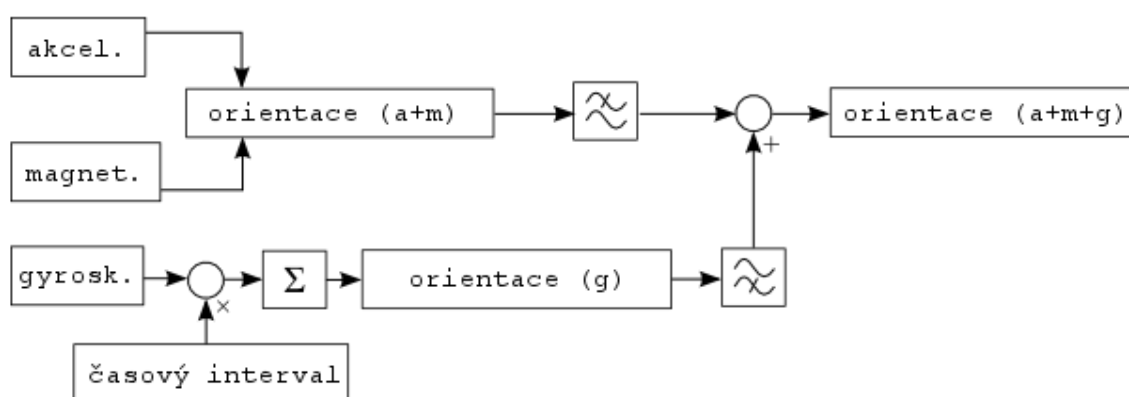 akcel.
orientace (a+m)
orientace (a+m+g)
+
magnet.
gyrosk.
×
Σ
orientace (g)
časový interval